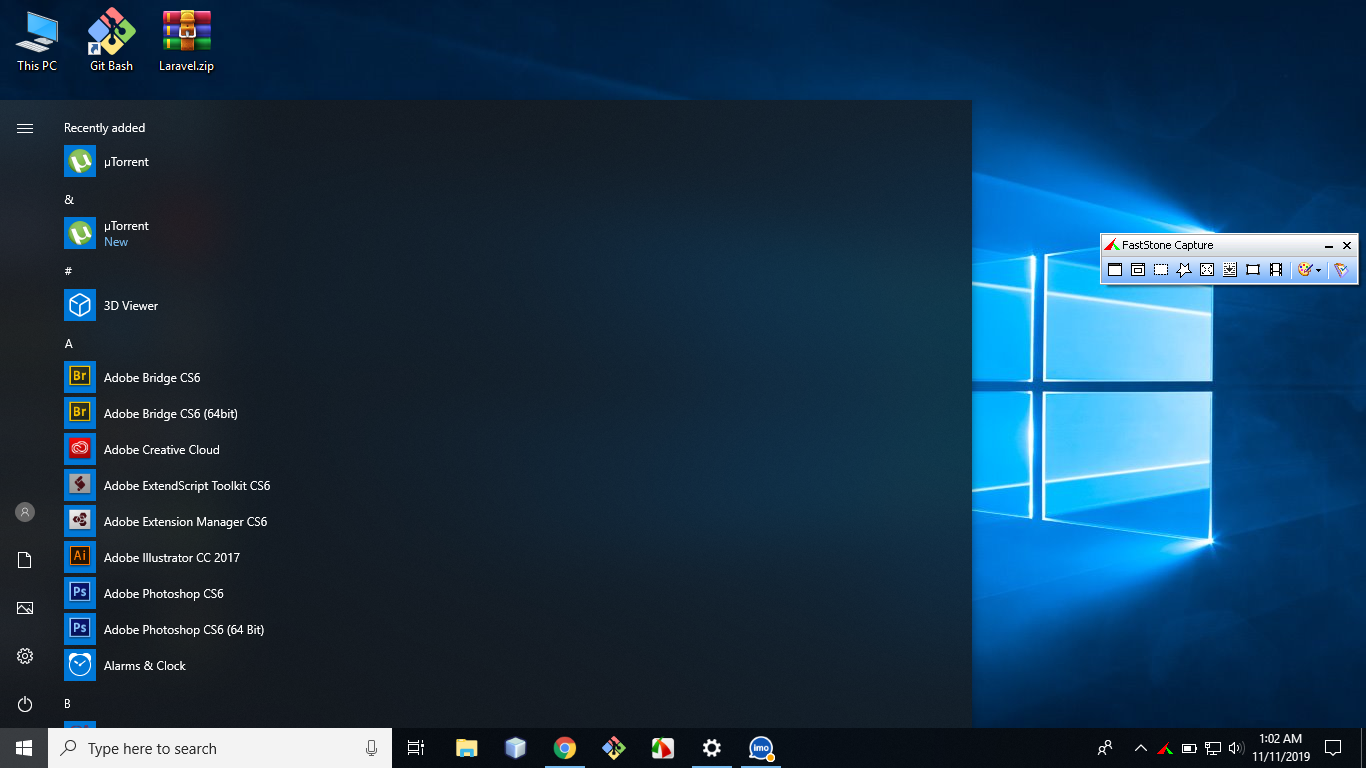 This PC
Git Bash
Laravel.zip
Recently added
µTorrent
&
µTorrent
New
#
3D Viewer
A
Br
Adobe Bridge CS6
Br
Adobe Bridge CS6 (64bit)
Adobe Creative Cloud
Adobe ExtendScript Toolkit CS6
Adobe Extension Manager CS6
Ai
Adobe Illustrator CC 2017
Ps
Adobe Photoshop CS6
Ps
Adobe Photoshop CS6 (64 Bit)
Alarms & Clock
B
FastStone Capture
Type here to search
imo
1:02 AM
11/11/2019